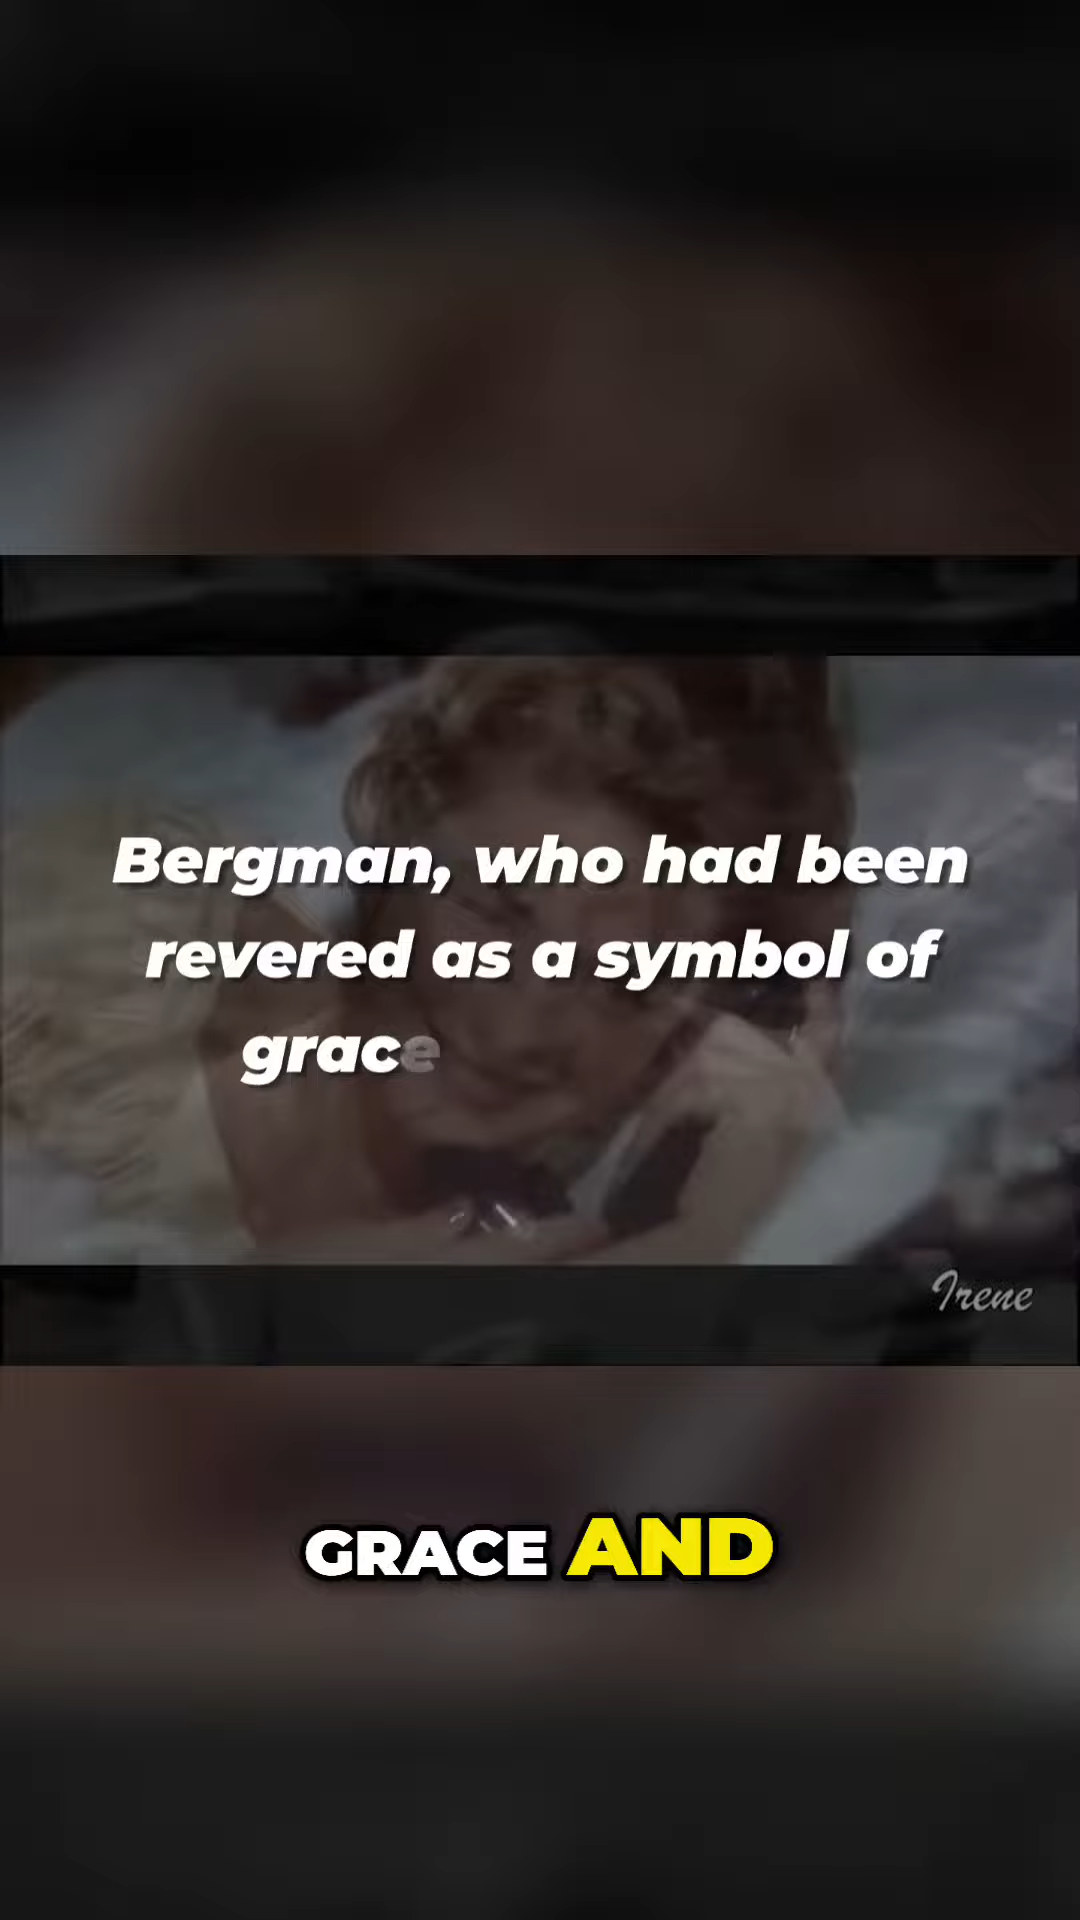 Bergman, who had been
revered as a symbol of
grace
Irene
GRACE AND